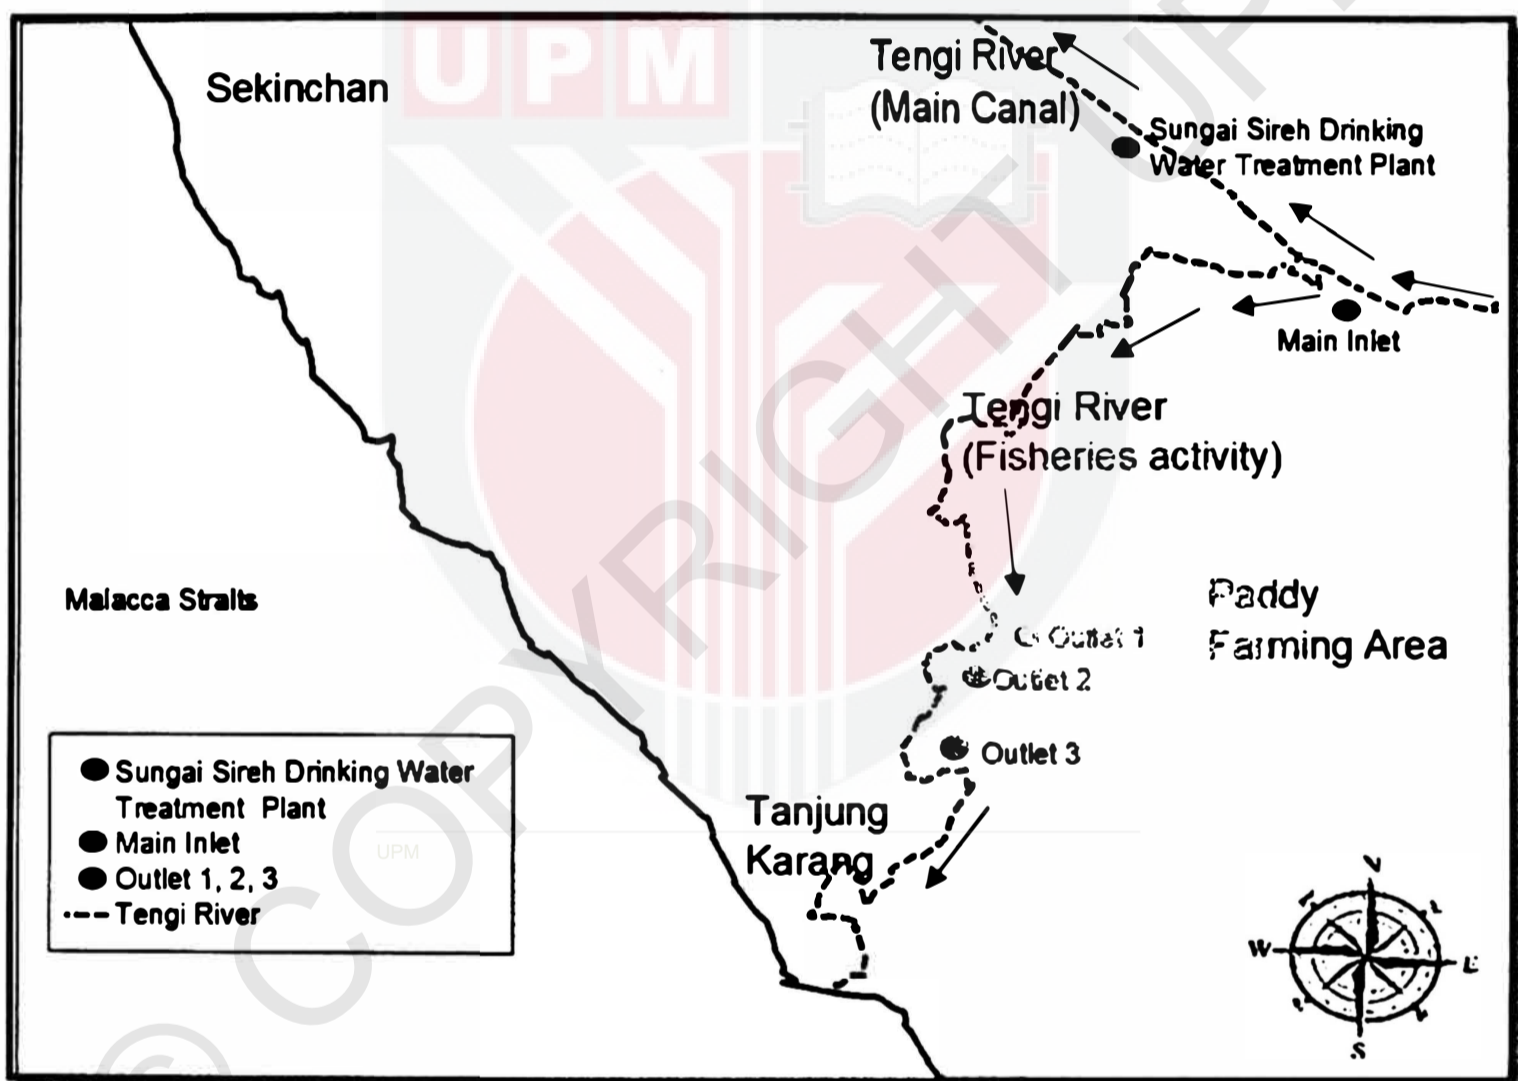 UPM
Sekinchan
Tengi River
(Main Canal)
Sungai Sireh Drinking
Water Treatment Plant
Main Inlet
Tengi River
(Fisheries activity)
Malacca Straits
Paddy
Farming Area
Outlet 1
Outlet 2
Outlet 3
Tanjung
Karang
Sungai Sireh Drinking Water
Treatment Plant
Main Inlet
Outlet 1, 2, 3
Tengi River
UPM
W
E
S
© COPYRIGHT UPM